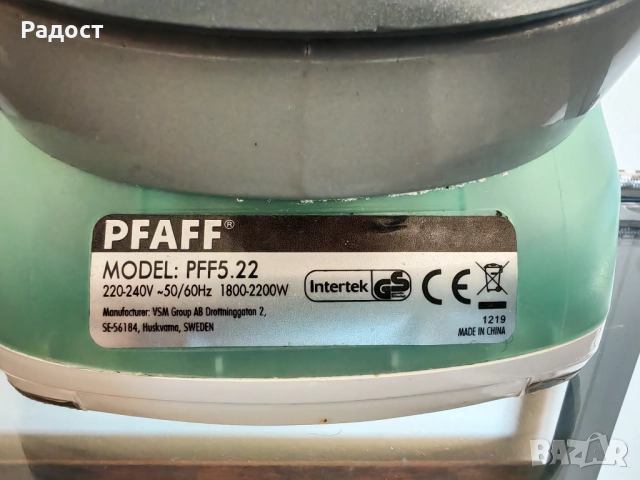 Радост
PFAFF®
MODEL: PFF5.22
220-240V ~50/60Hz 1800-2200W
Intertek GS CE
Manufacturer: VSM Group AB Drottninggatan 2,
SE-56184, Huskvarna, SWEDEN
1219
MADE IN CHINA
BAZAR